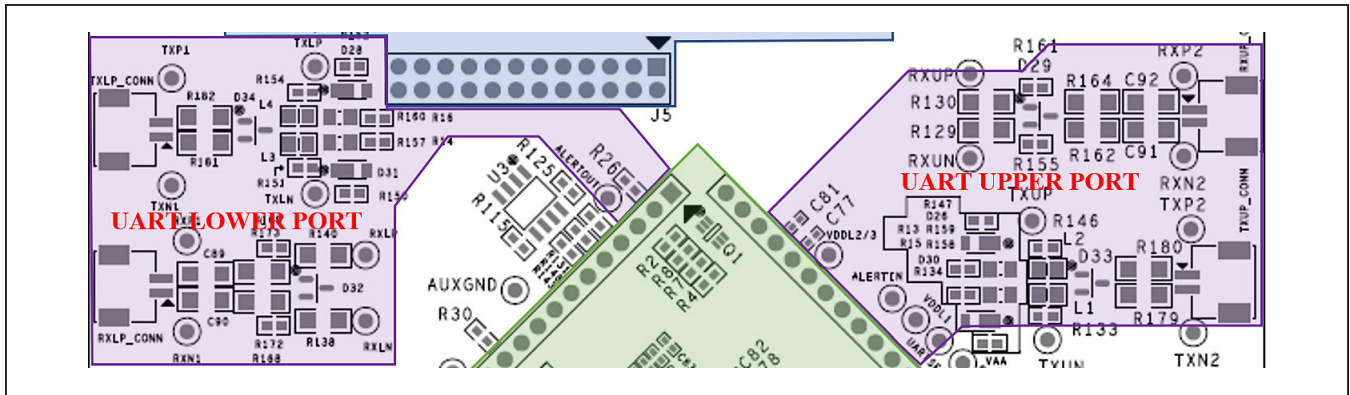 TXP1
TXLP
D28
TXLP_CONN
R154
R182
D34
L4
R160
R16
R181
L3
R157
R14
D31
TXLN
TXN1
UART LOWER PORT
R173
R140
RXLP
C89
D32
C90
R172
R138
RXLP_CONN
RXN1
R168
RXLN
J5
R125
ALERTOUT
R26
U3
R115
AUXGND
R30
Q1
R2
R8
R7
R4
C82
C81
C77
VDDL2/3
R161
RXP2
RXUP
D29
R164
C92
R130
R129
RXUN
R155
R162
C91
RXN2
UART UPPER PORT
TXUP
TXP2
TXUP_CONN
R147
D26
R13
R159
R146
R15
R158
L2
D33
R180
D30
R134
ALERTIN
VDDL1
L1
R179
R133
VAA
TXUN
TXN2